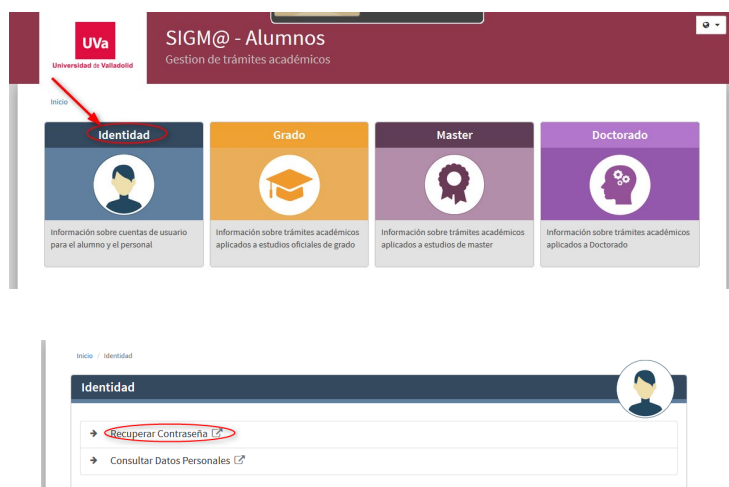 UVa
Universidad de Valladolid
SIGM@ - Alumnos
Gestion de trámites académicos
Inicio
Identidad
Información sobre cuentas de usuario
para el alumno y el personal
Grado
Información sobre trámites académicos
aplicados a estudios oficiales de grado
Master
Información sobre trámites académicos
aplicados a estudios de master
Doctorado
Información sobre trámites académicos
aplicados a Doctorado
Inicio / Identidad
Identidad
Recuperar Contraseña
Consultar Datos Personales